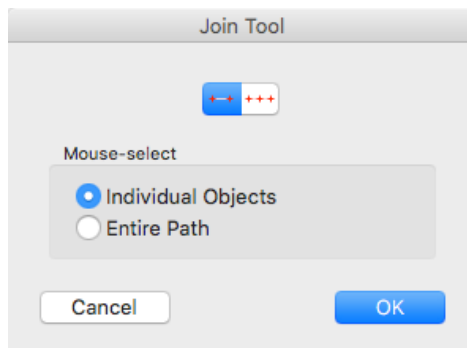 Join Tool
Mouse-select
Individual Objects
Entire Path
Cancel
OK